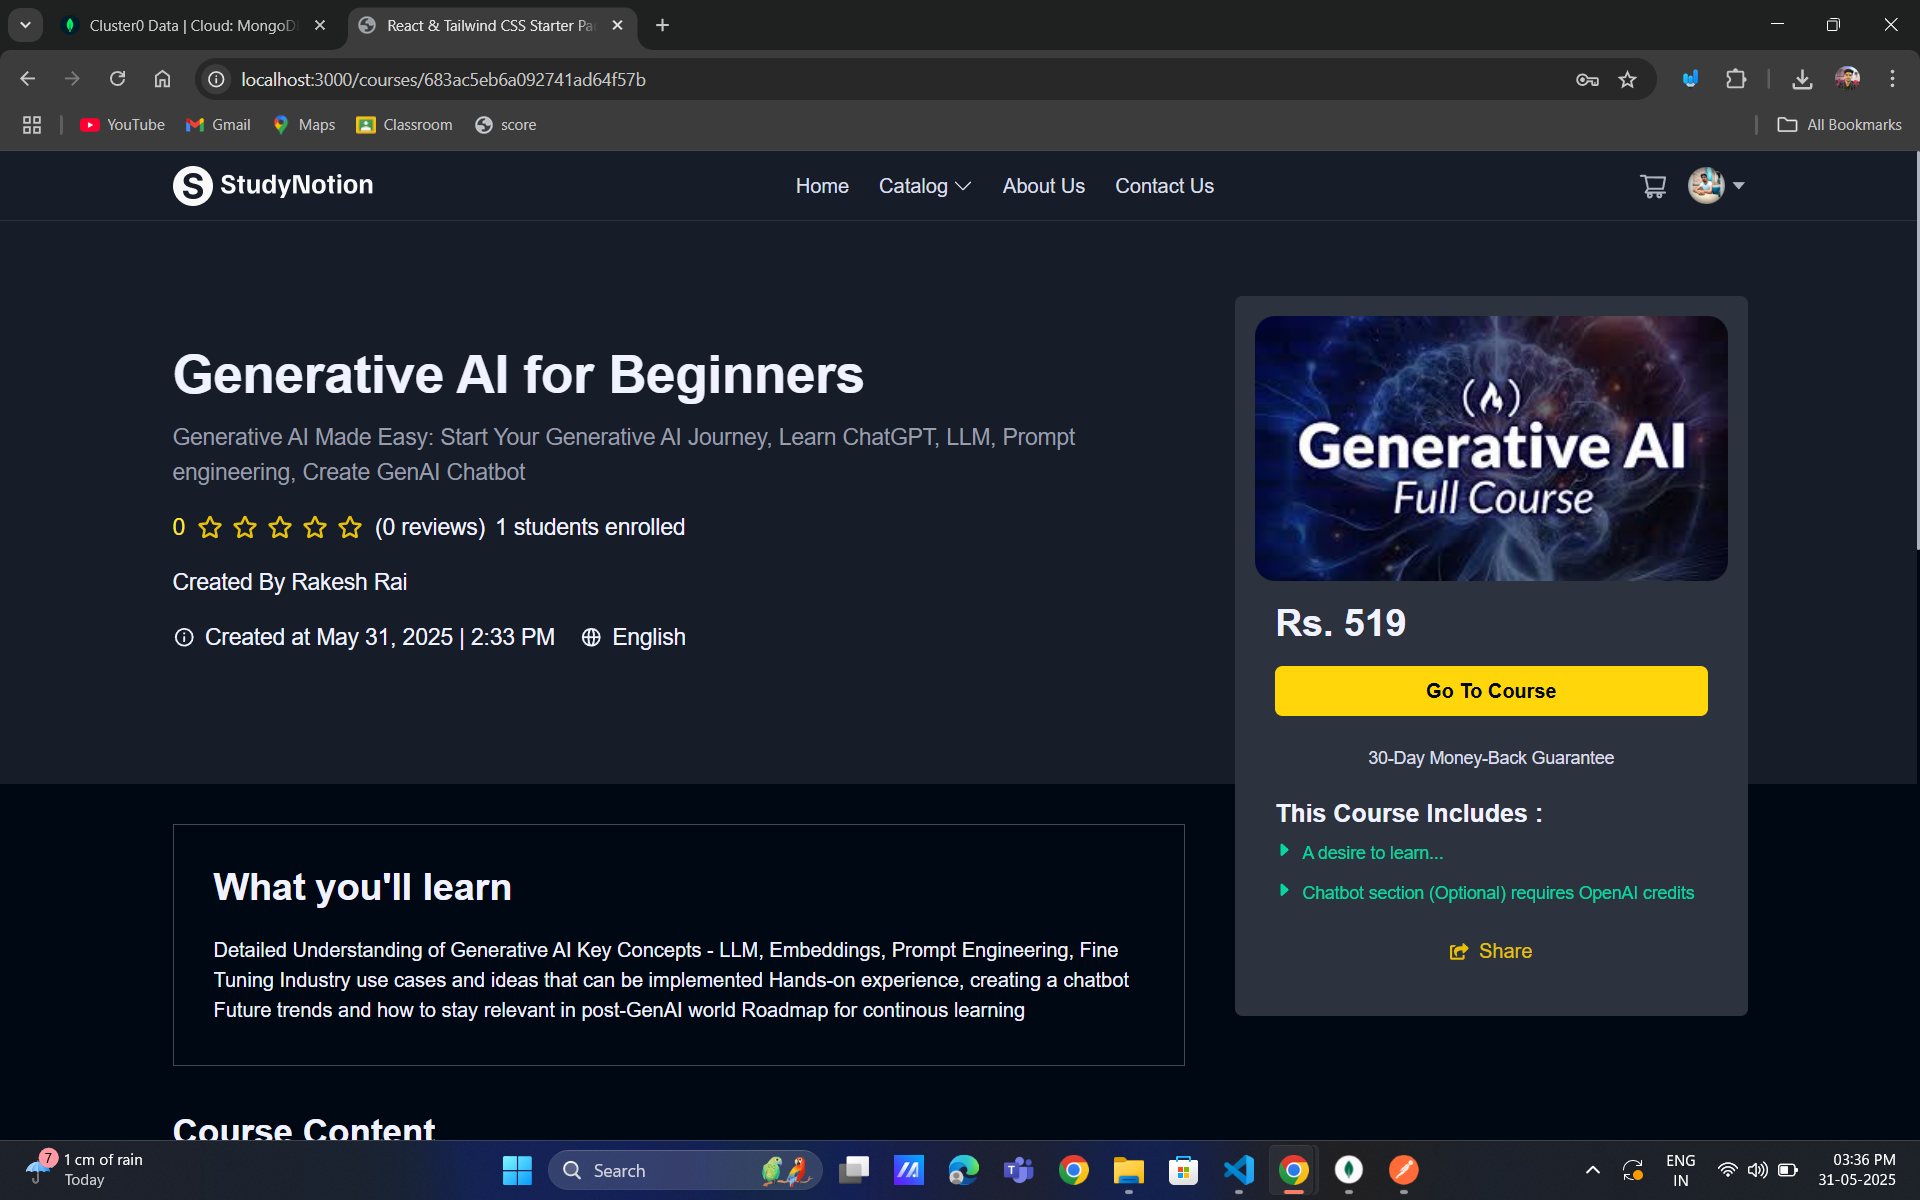 Cluster0 Data | Cloud: MongoD
React & Tailwind CSS Starter Pa
localhost:3000/courses/683ac5eb6a092741ad64f57b
YouTube
Gmail
Maps
Classroom
score
All Bookmarks
S StudyNotion
Home
Catalog
About Us
Contact Us
Generative AI for Beginners
Generative AI Made Easy: Start Your Generative AI Journey, Learn ChatGPT, LLM, Prompt
engineering, Create GenAI Chatbot
0 (0 reviews) 1 students enrolled
Created By Rakesh Rai
Created at May 31, 2025 | 2:33 PM English
Generative AI
Full Course
Rs. 519
Go To Course
30-Day Money-Back Guarantee
This Course Includes :
A desire to learn...
Chatbot section (Optional) requires OpenAI credits
Share
What you'll learn
Detailed Understanding of Generative AI Key Concepts - LLM, Embeddings, Prompt Engineering, Fine
Tuning Industry use cases and ideas that can be implemented Hands-on experience, creating a chatbot
Future trends and how to stay relevant in post-GenAI world Roadmap for continous learning
Course Content
7
1 cm of rain
Today
Search
ENG
IN
03:36 PM
31-05-2025